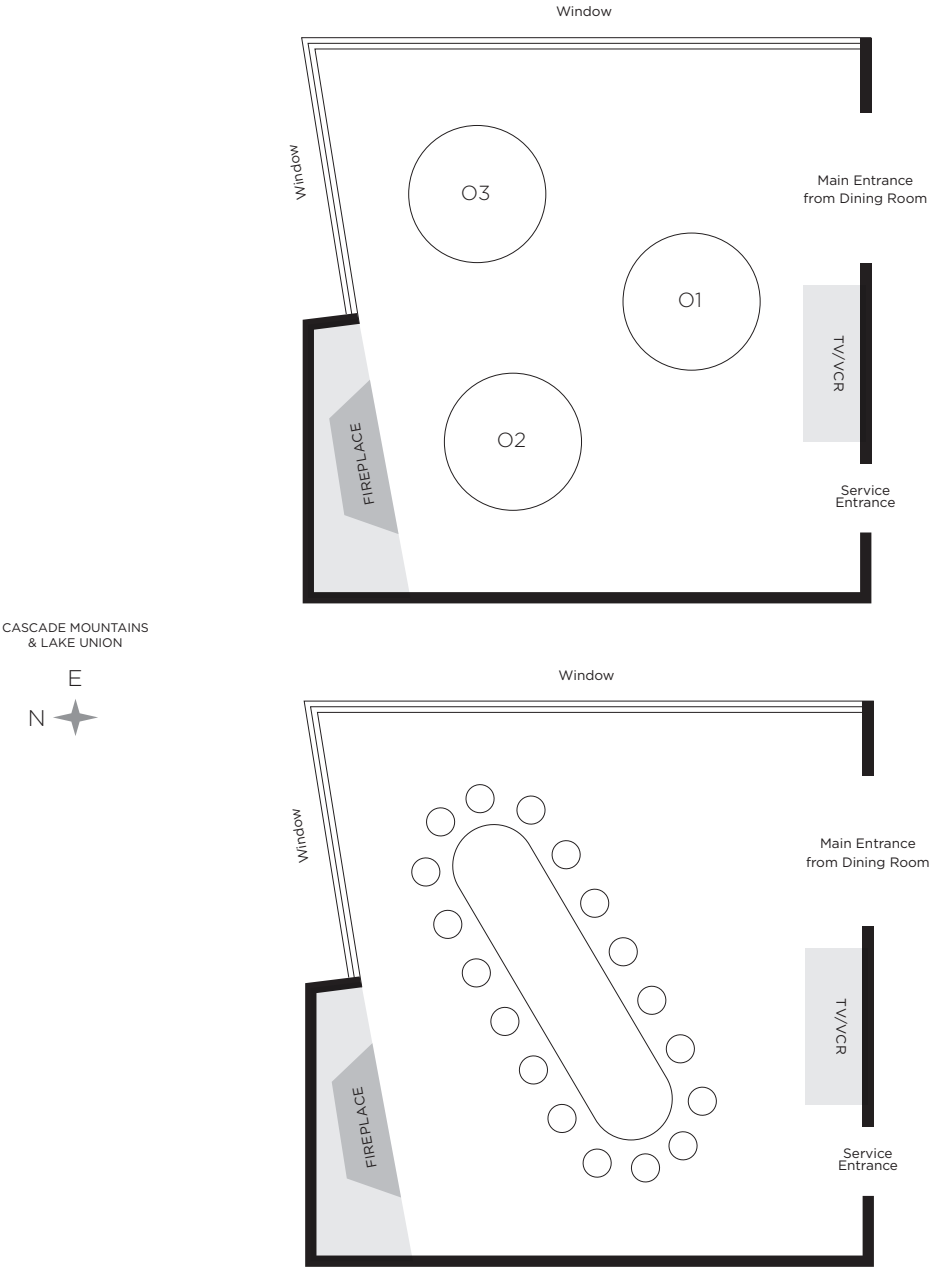 Window
Window
O3
Main Entrance
from Dining Room
O1
TV/VCR
FIREPLACE
O2
Service
Entrance
CASCADE MOUNTAINS
& LAKE UNION
E
N
Window
Window
Main Entrance
from Dining Room
TV/VCR
FIREPLACE
Service
Entrance